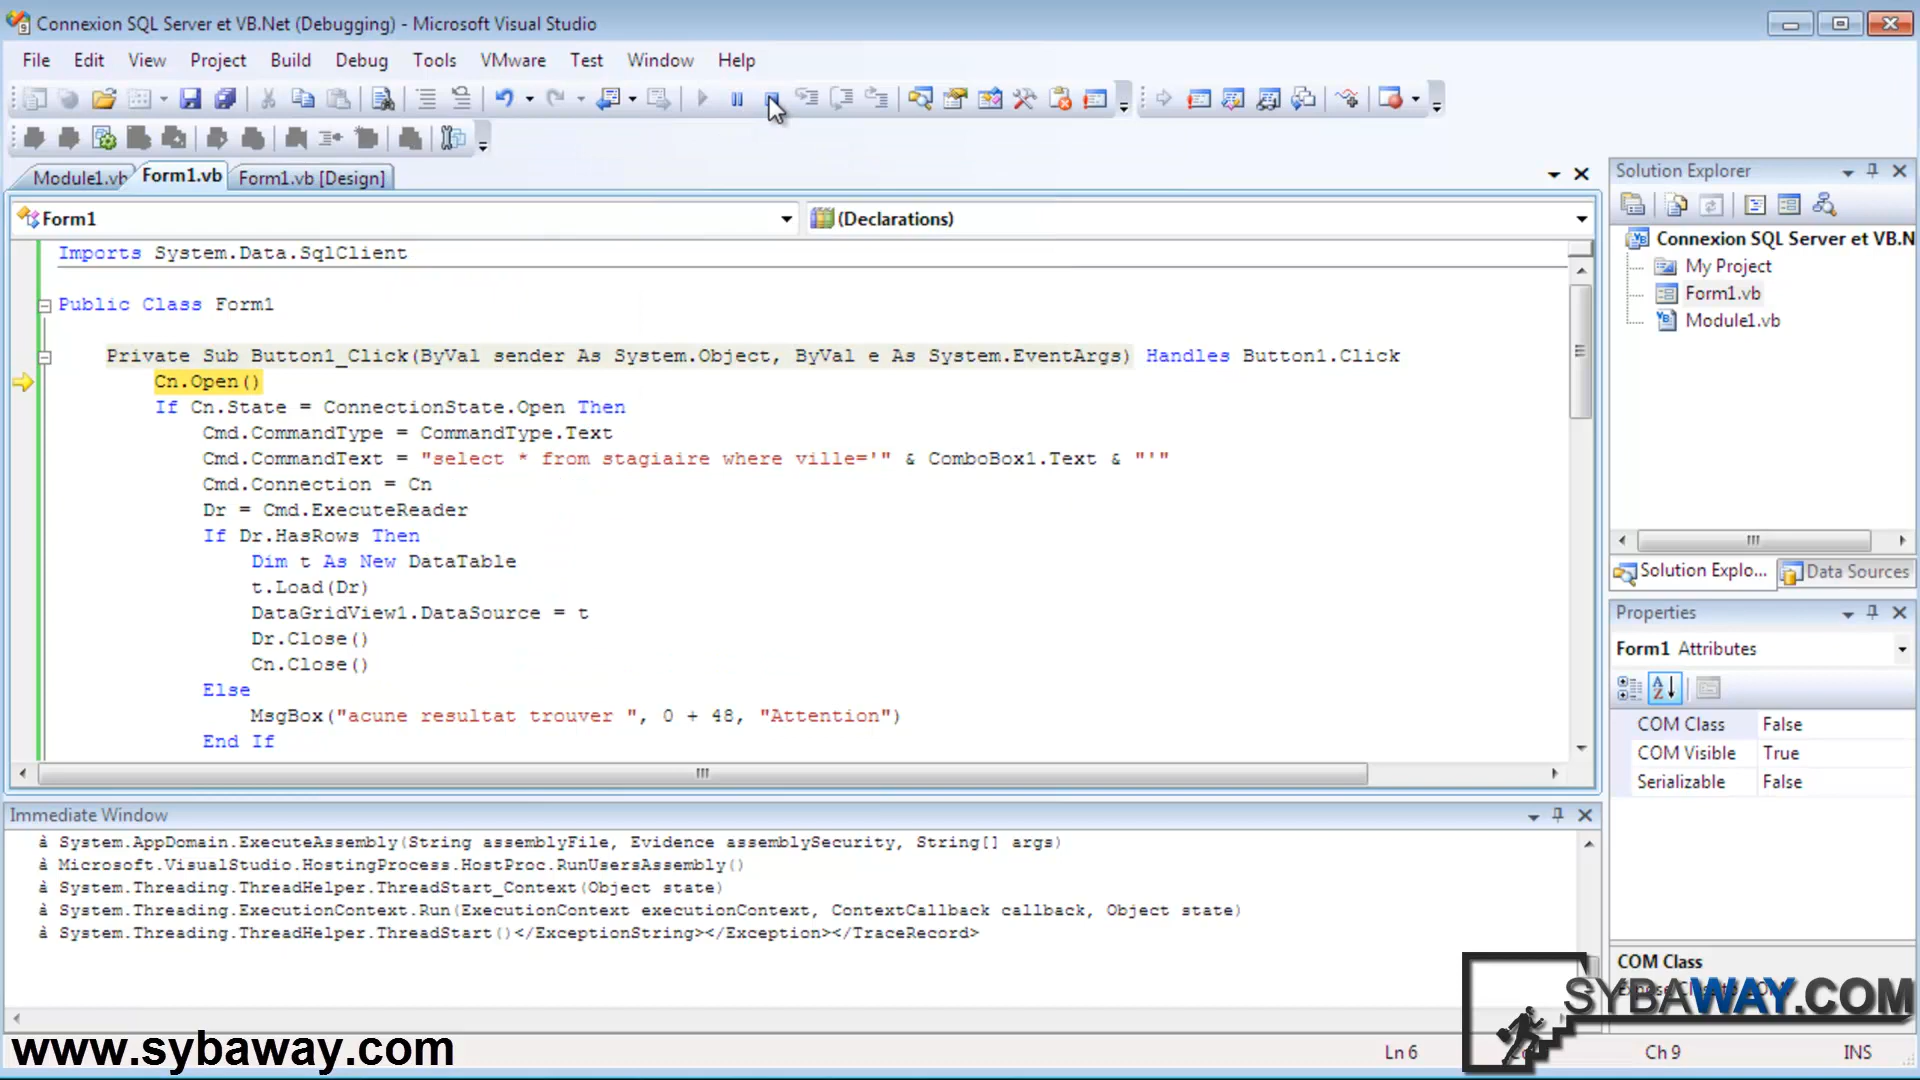 Connexion SQL Server et VB.Net (Debugging) - Microsoft Visual Studio
File Edit View Project Build Debug Tools VMware Test Window Help
Module1.vb Form1.vb Form1.vb [Design]
Form1 (Declarations)
Imports System.Data.SqlClient
Public Class Form1
Private Sub Button1_Click(ByVal sender As System.Object, ByVal e As System.EventArgs) Handles Button1.Click
Cn.Open()
If Cn.State = ConnectionState.Open Then
Cmd.CommandType = CommandType.Text
Cmd.CommandText = "select * from stagiaire where ville='" & ComboBox1.Text & "'"
Cmd.Connection = Cn
Dr = Cmd.ExecuteReader
If Dr.HasRows Then
Dim t As New DataTable
t.Load(Dr)
DataGridView1.DataSource = t
Dr.Close()
Cn.Close()
Else
MsgBox("acune resultat trouver ", 0 + 48, "Attention")
End If
Immediate Window
à System.AppDomain.ExecuteAssembly(String assemblyFile, Evidence assemblySecurity, String[] args)
à Microsoft.VisualStudio.HostingProcess.HostProc.RunUsersAssembly()
à System.Threading.ThreadHelper.ThreadStart_Context(Object state)
à System.Threading.ExecutionContext.Run(ExecutionContext executionContext, ContextCallback callback, Object state)
à System.Threading.ThreadHelper.ThreadStart()</ExceptionString></Exception></TraceRecord>
Solution Explorer
Connexion SQL Server et VB.N
My Project
Form1.vb
Module1.vb
Solution Explo... Data Sources
Properties
Form1 Attributes
COM Class False
COM Visible True
Serializable False
COM Class
SYBAWAY.COM
www.sybaway.com
Ln 6 Ch 9 INS